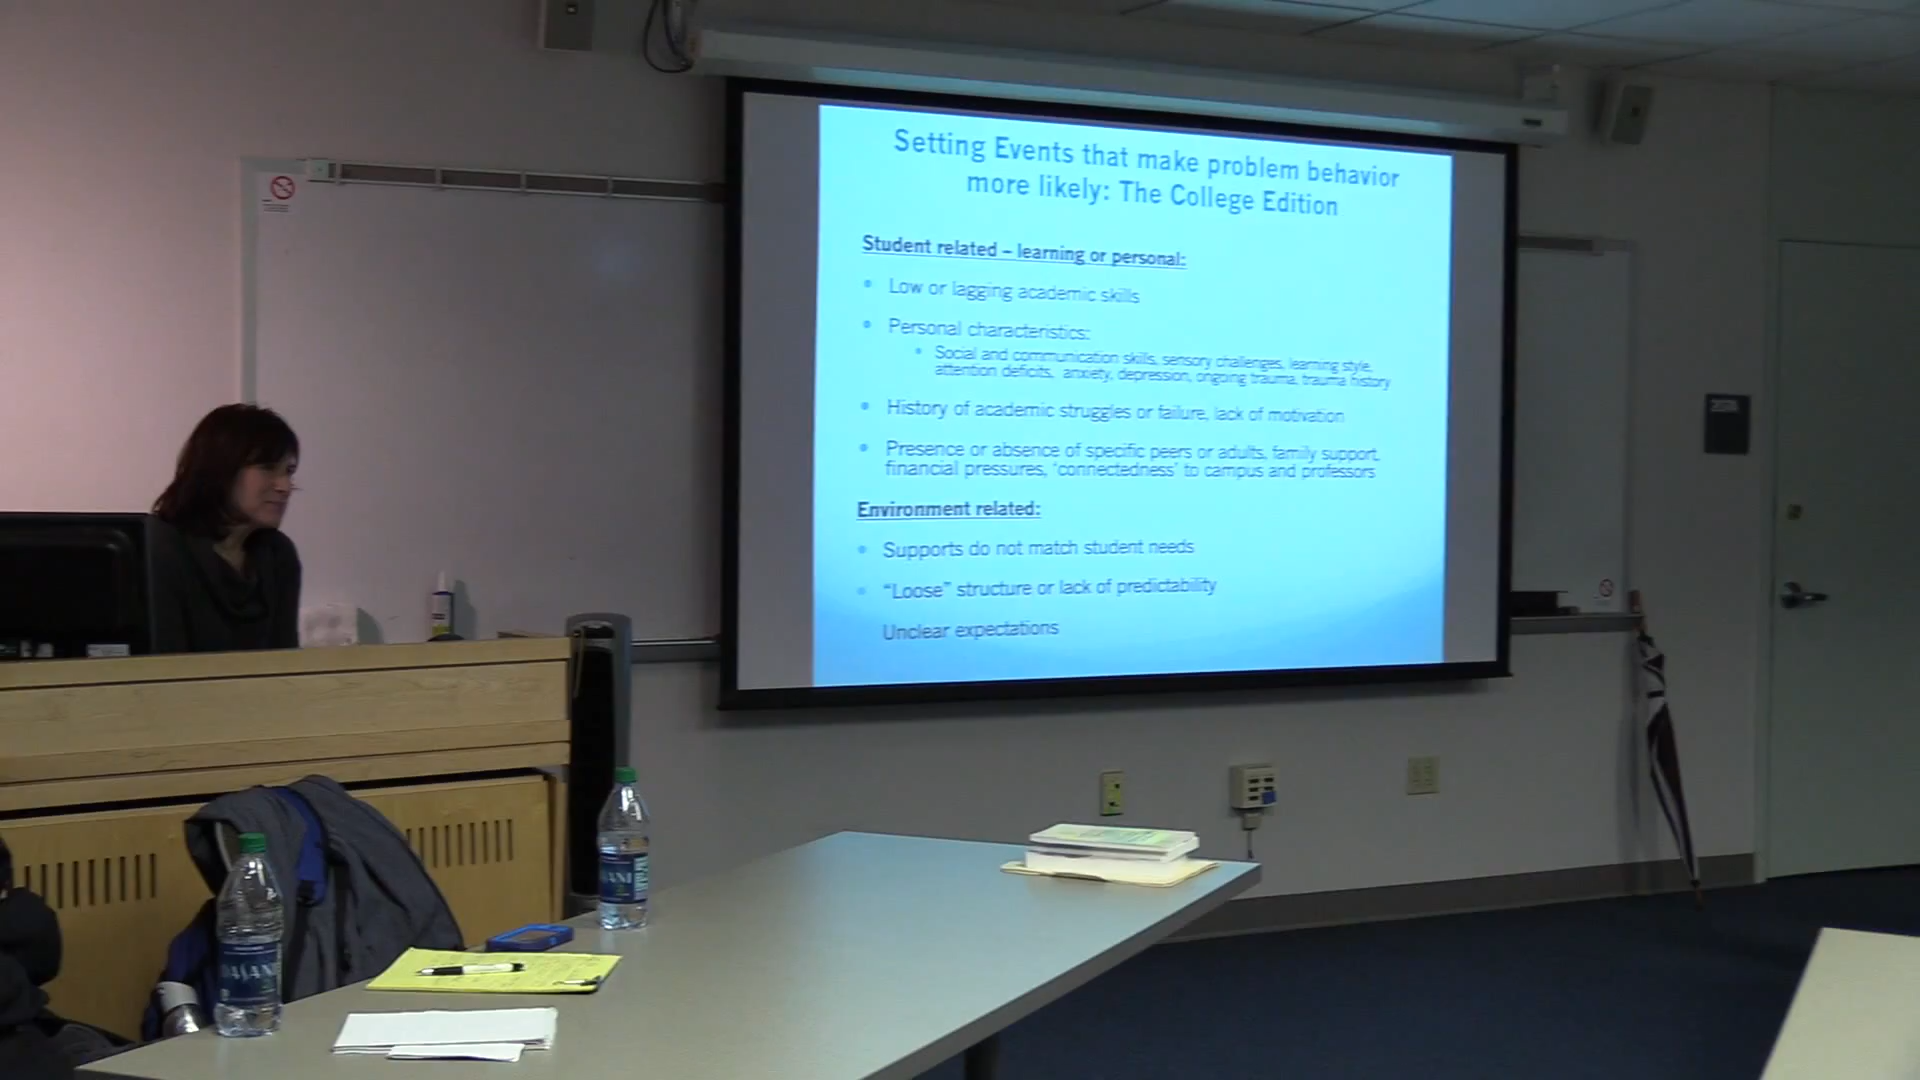 Setting Events that make problem behavior
more likely: The College Edition
Student related – learning or personal:
• Low or lagging academic skills
• Personal characteristics:
• Social and communication skills, sensory challenges, learning style,
attention deficits, anxiety, depression, ongoing trauma, trauma history
• History of academic struggles or failure, lack of motivation
• Presence or absence of specific peers or adults, family support,
financial pressures, 'connectedness' to campus and professors
Environment related:
• Supports do not match student needs
• “Loose” structure or lack of predictability
Unclear expectations
DASANI